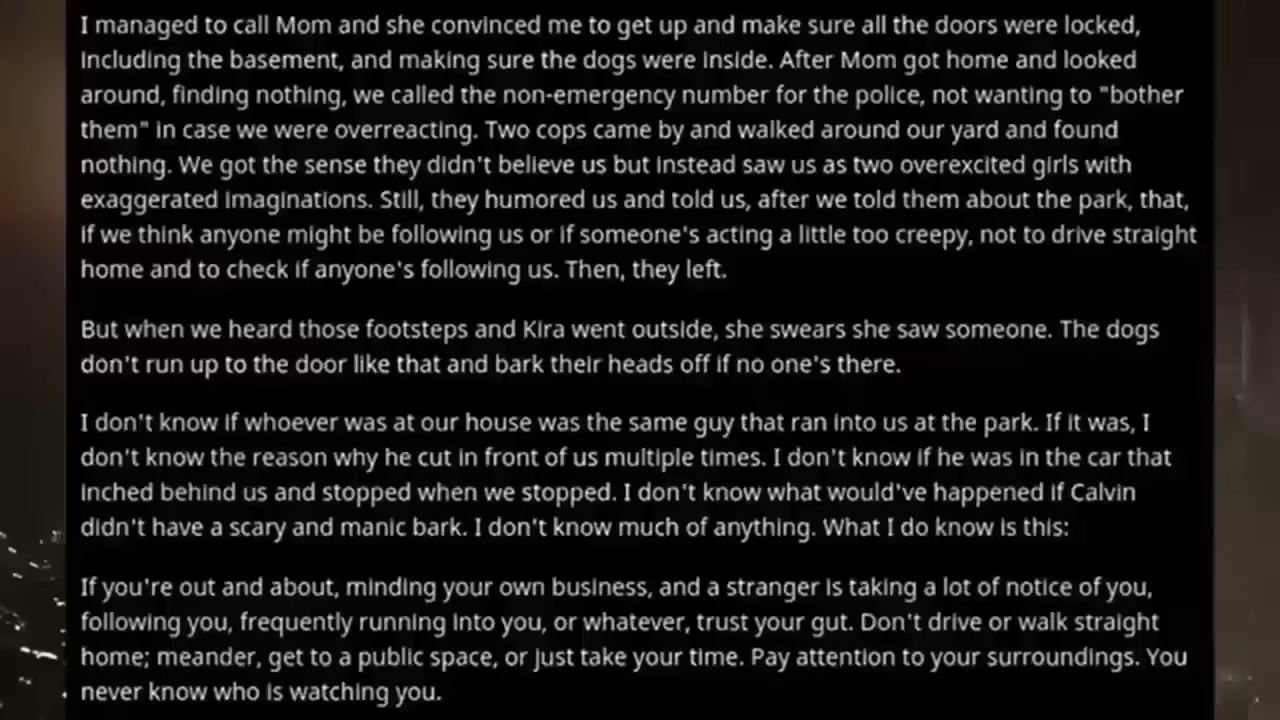 I managed to call Mom and she convinced me to get up and make sure all the doors were locked,
including the basement, and making sure the dogs were inside. After Mom got home and looked
around, finding nothing, we called the non-emergency number for the police, not wanting to "bother
them" in case we were overreacting. Two cops came by and walked around our yard and found
nothing. We got the sense they didn't believe us but instead saw us as two overexcited girls with
exaggerated imaginations. Still, they humored us and told us, after we told them about the park, that,
if we think anyone might be following us or if someone's acting a little too creepy, not to drive straight
home and to check if anyone's following us. Then, they left.
But when we heard those footsteps and Kira went outside, she swears she saw someone. The dogs
don't run up to the door like that and bark their heads off if no one's there.
I don't know if whoever was at our house was the same guy that ran into us at the park. If it was, I
don't know the reason why he cut in front of us multiple times. I don't know if he was in the car that
inched behind us and stopped when we stopped. I don't know what would've happened if Calvin
didn't have a scary and manic bark. I don't know much of anything. What I do know is this:
If you're out and about, minding your own business, and a stranger is taking a lot of notice of you,
following you, frequently running into you, or whatever, trust your gut. Don't drive or walk straight
home; meander, get to a public space, or just take your time. Pay attention to your surroundings. You
never know who is watching you.